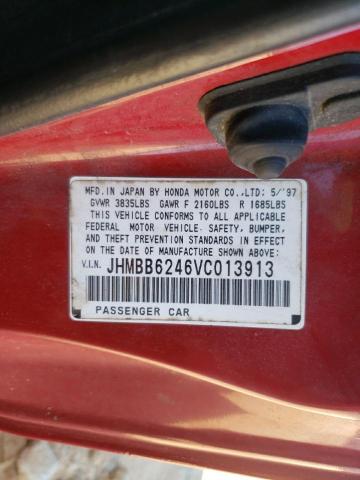 MFD. IN JAPAN BY HONDA MOTOR CO.,LTD: 5/'97
GVWR 3835LBS GAWR F 2160LBS R 1685LBS
THIS VEHICLE CONFORMS TO ALL APPLICABLE
FEDERAL MOTOR VEHICLE SAFETY, BUMPER,
AND THEFT PREVENTION STANDARDS IN EFFECT
ON THE DATE OF MANUFACTURE SHOWN ABOVE:
V.I.N. JHMBB6246VC013913
PASSENGER CAR